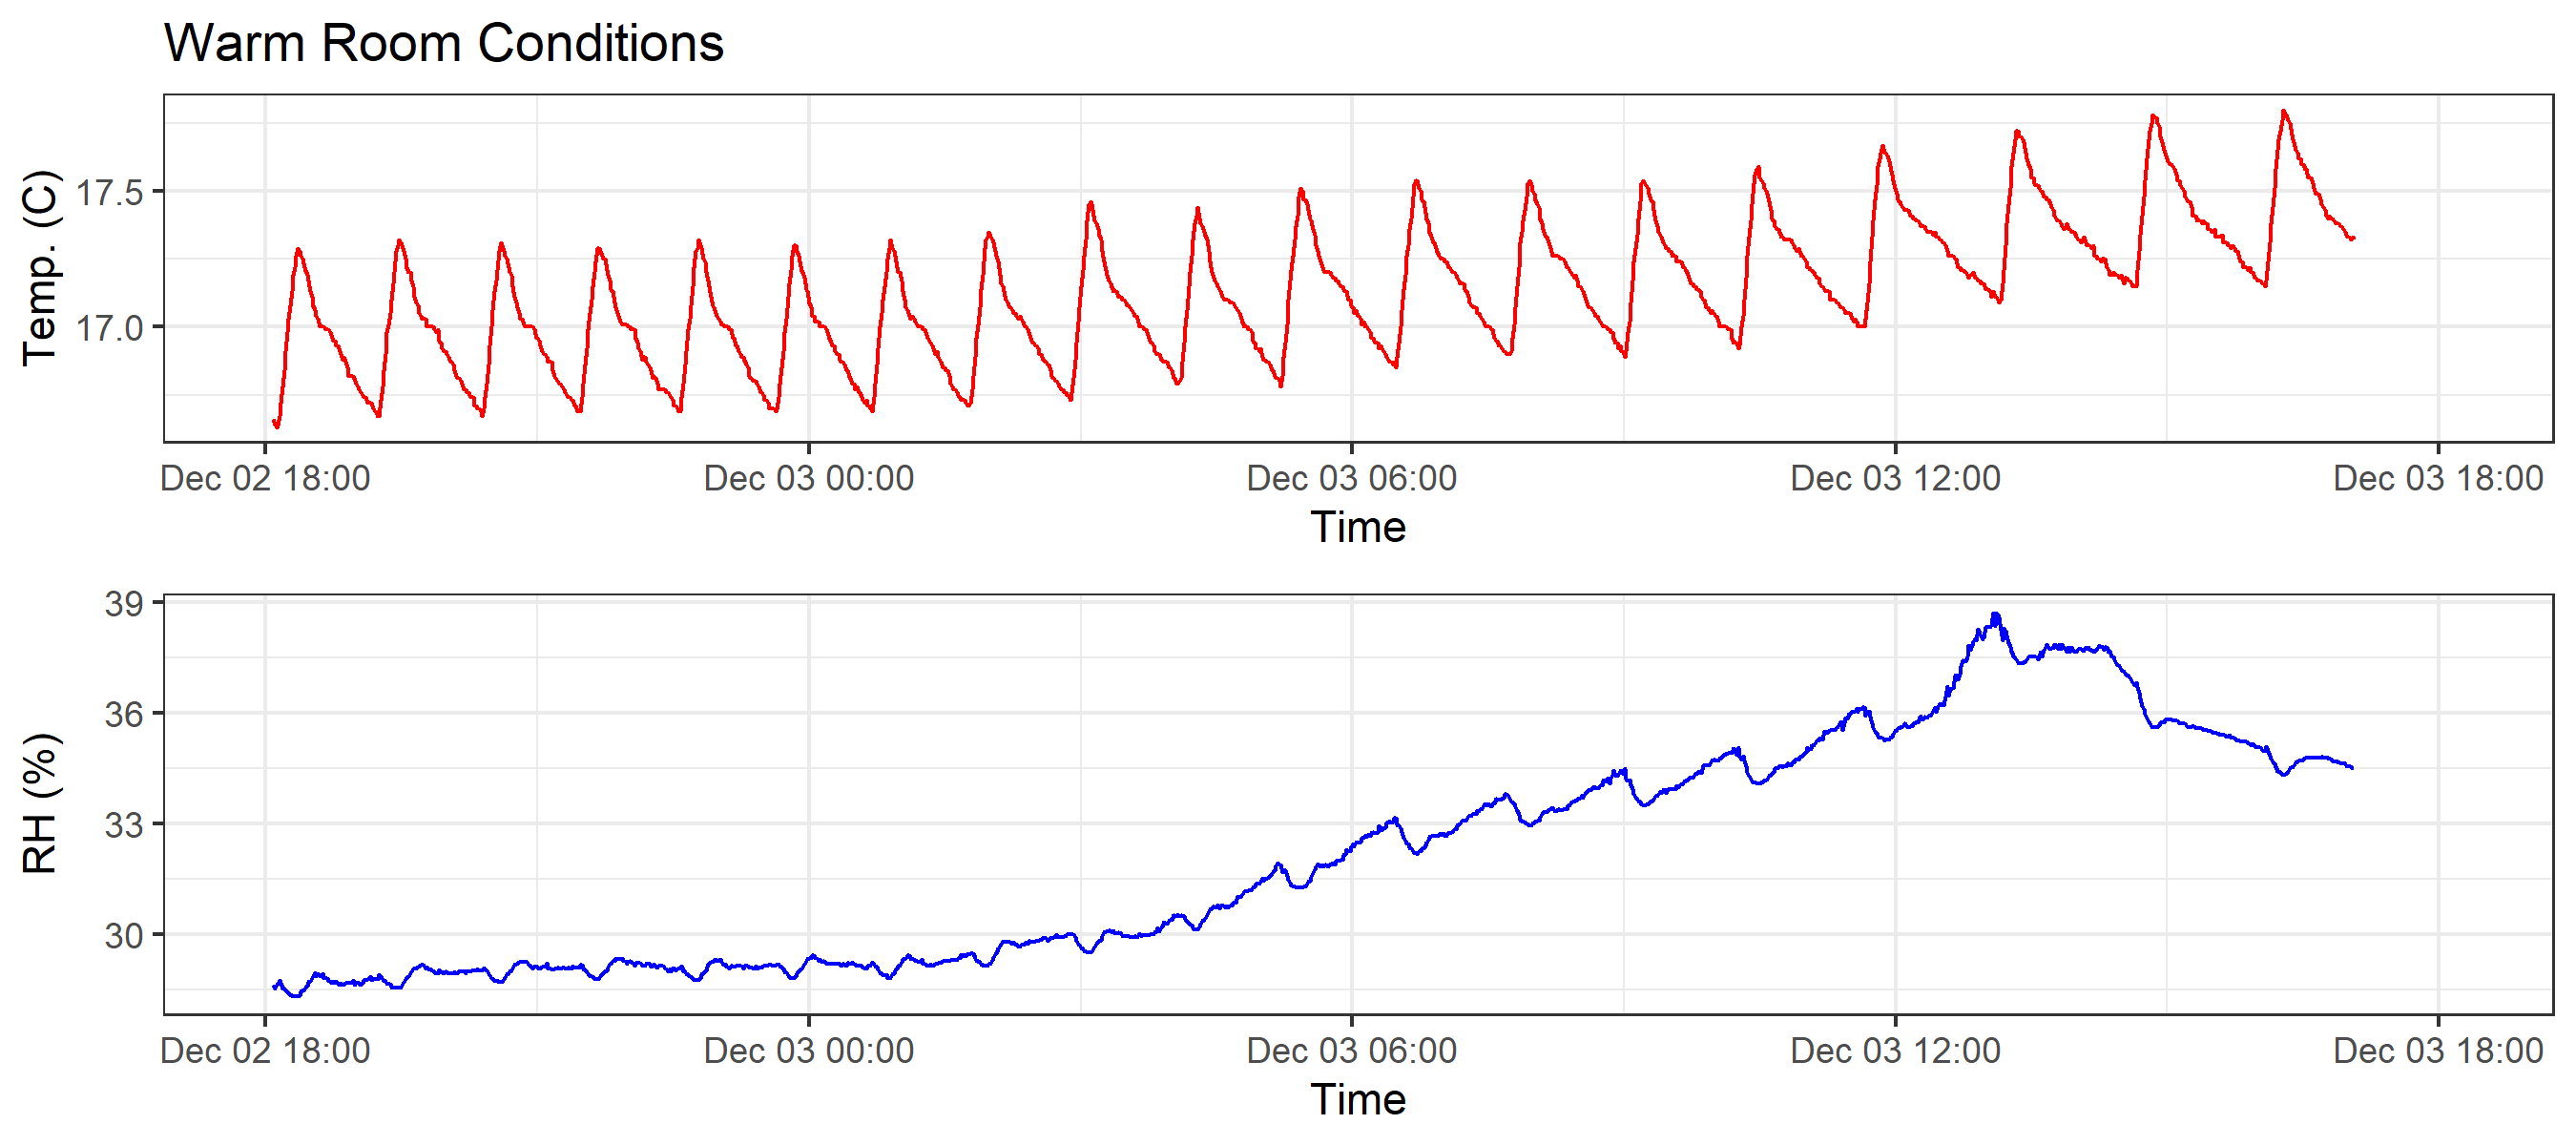 Warm Room Conditions
Temp. (C)
17.5
17.0
Dec 02 18:00 Dec 03 00:00 Dec 03 06:00 Dec 03 12:00 Dec 03 18:00
Time
RH (%)
39
36
33
30
Dec 02 18:00 Dec 03 00:00 Dec 03 06:00 Dec 03 12:00 Dec 03 18:00
Time